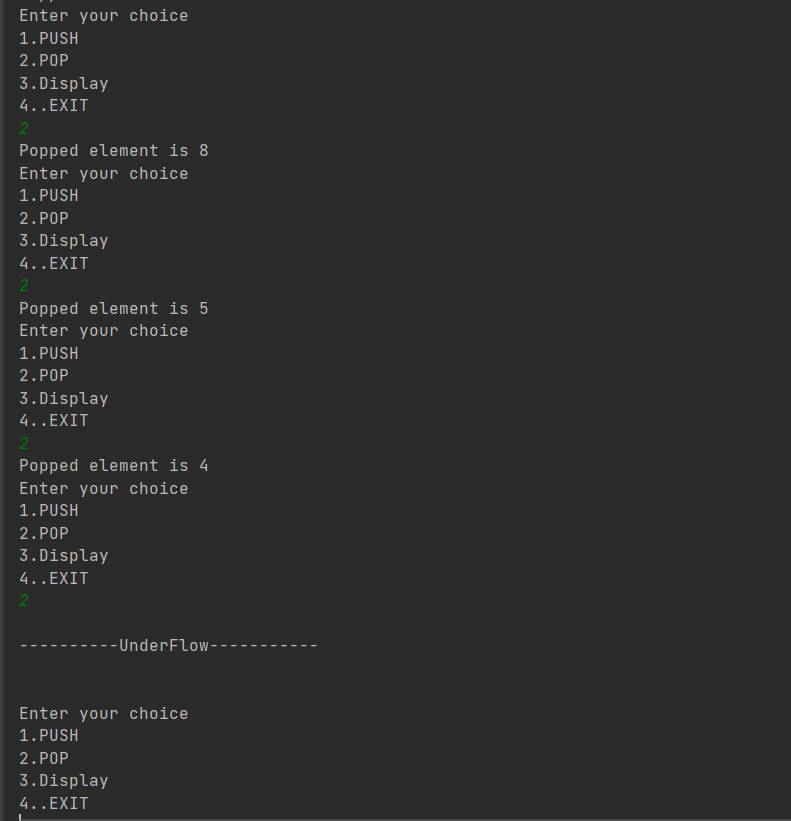 Enter your choice
1.PUSH
2.POP
3.Display
4..EXIT
2
Popped element is 8
Enter your choice
1.PUSH
2.POP
3.Display
4..EXIT
2
Popped element is 5
Enter your choice
1.PUSH
2.POP
3.Display
4..EXIT
2
Popped element is 4
Enter your choice
1.PUSH
2.POP
3.Display
4..EXIT
2
----------UnderFlow-----------
Enter your choice
1.PUSH
2.POP
3.Display
4..EXIT